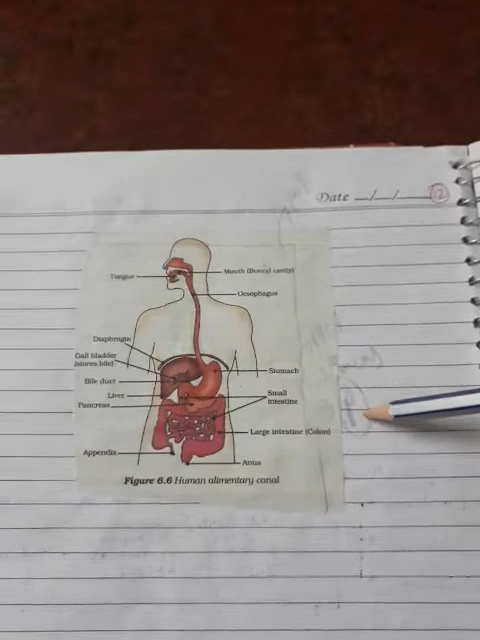 Date _/_/_ 12
Tongue
Mouth (Buccal cavity)
Oesophagus
Diaphragm
Gall bladder
(stores bile)
Stomach
Bile duct
Liver
Small
intestine
Pancreas
Large intestine (Colon)
Appendix
Anus
Figure 6.6 Human alimentary canal